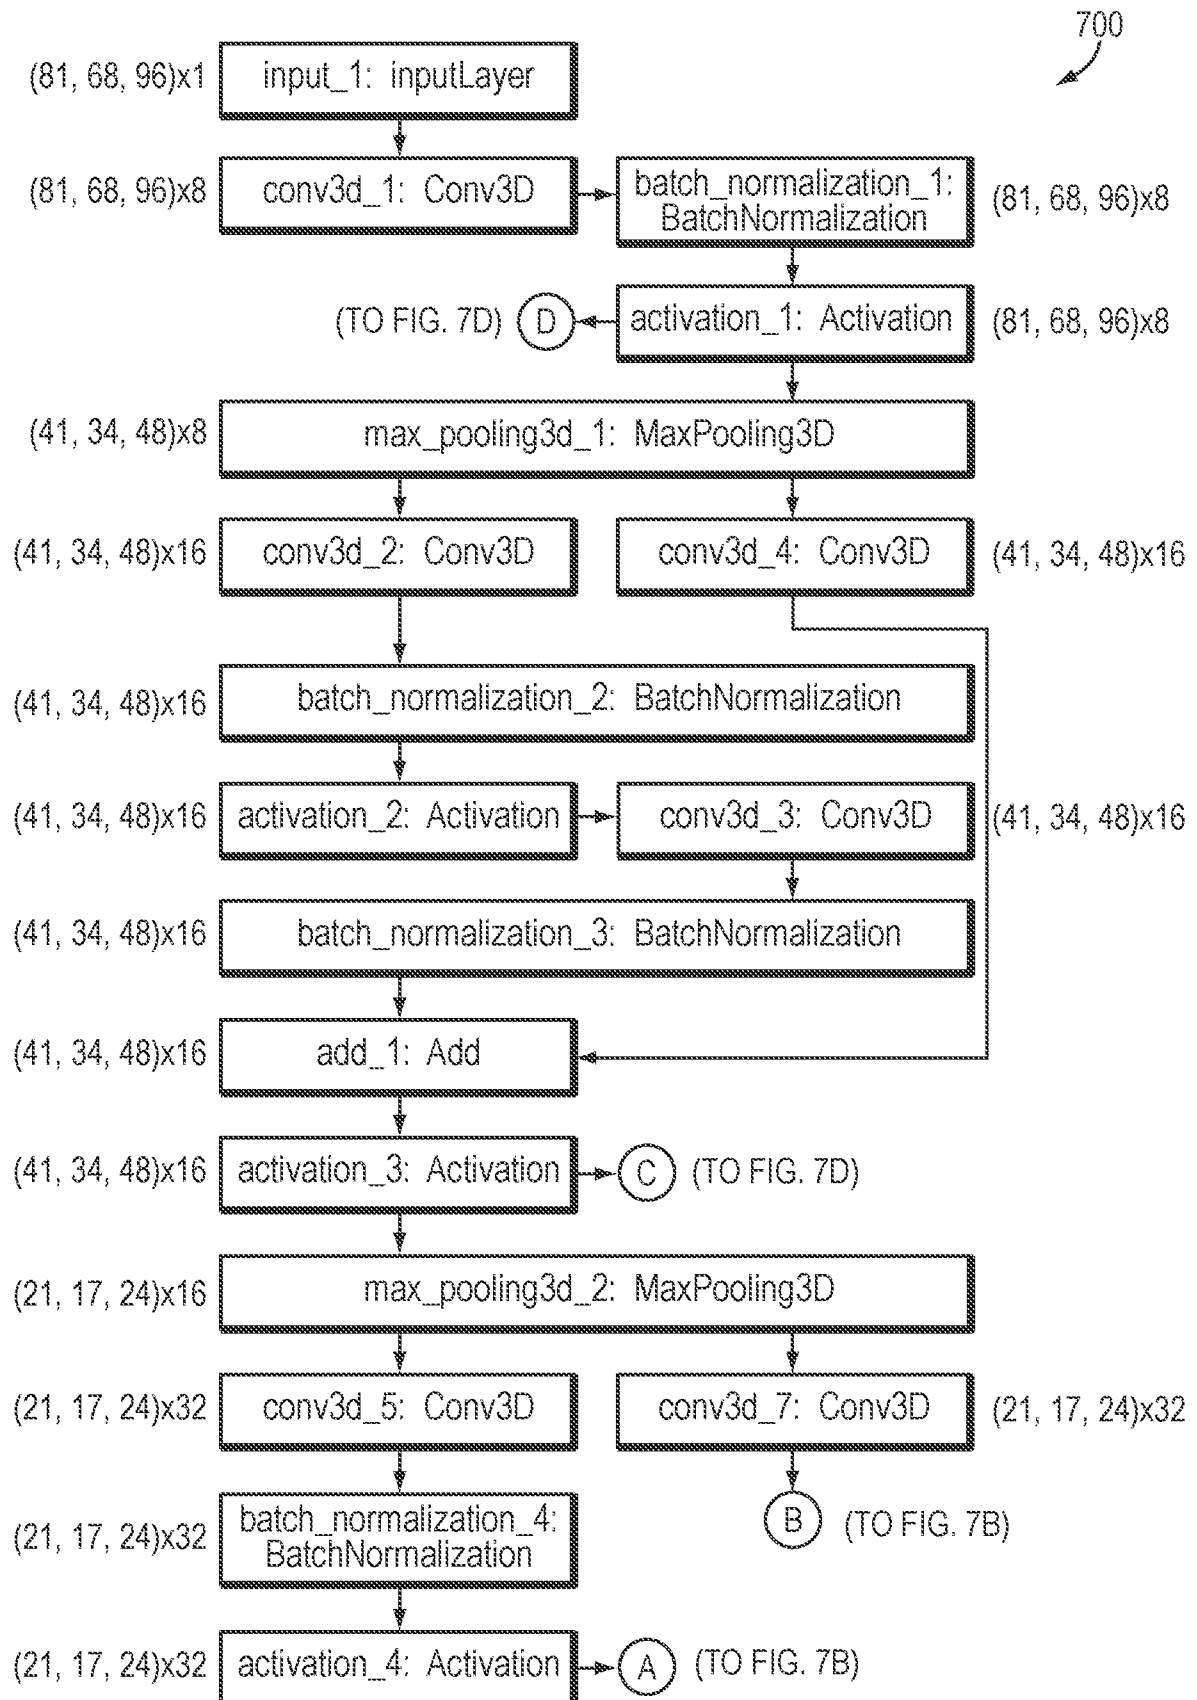 700
(81, 68, 96)x1 input_1: inputLayer
(81, 68, 96)x8 conv3d_1: Conv3D batch_normalization_1: BatchNormalization (81, 68, 96)x8
(TO FIG. 7D) D activation_1: Activation (81, 68, 96)x8
(41, 34, 48)x8 max_pooling3d_1: MaxPooling3D
(41, 34, 48)x16 conv3d_2: Conv3D conv3d_4: Conv3D (41, 34, 48)x16
(41, 34, 48)x16 batch_normalization_2: BatchNormalization
(41, 34, 48)x16 activation_2: Activation conv3d_3: Conv3D (41, 34, 48)x16
(41, 34, 48)x16 batch_normalization_3: BatchNormalization
(41, 34, 48)x16 add_1: Add
(41, 34, 48)x16 activation_3: Activation C (TO FIG. 7D)
(21, 17, 24)x16 max_pooling3d_2: MaxPooling3D
(21, 17, 24)x32 conv3d_5: Conv3D conv3d_7: Conv3D (21, 17, 24)x32
(21, 17, 24)x32 batch_normalization_4: BatchNormalization B (TO FIG. 7B)
(21, 17, 24)x32 activation_4: Activation A (TO FIG. 7B)